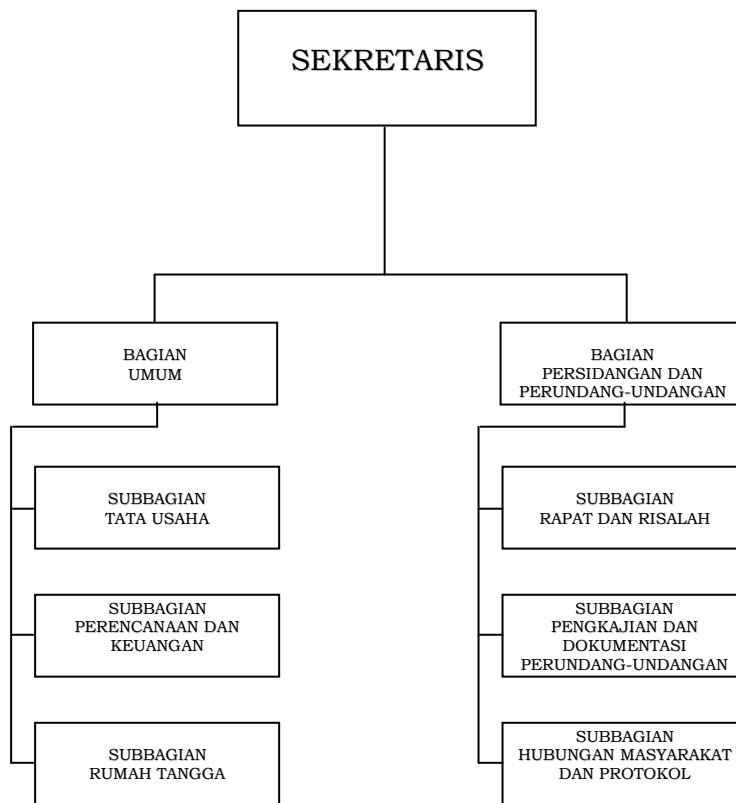 SEKRETARIS
BAGIAN
UMUM
BAGIAN
PERSIDANGAN DAN
PERUNDANG-UNDANGAN
SUBBAGIAN
TATA USAHA
SUBBAGIAN
RAPAT DAN RISALAH
SUBBAGIAN
PERENCANAAN DAN
KEUANGAN
SUBBAGIAN
PENGKAJIAN DAN
DOKUMENTASI
PERUNDANG-UNDANGAN
SUBBAGIAN
RUMAH TANGGA
SUBBAGIAN
HUBUNGAN MASYARAKAT
DAN PROTOKOL